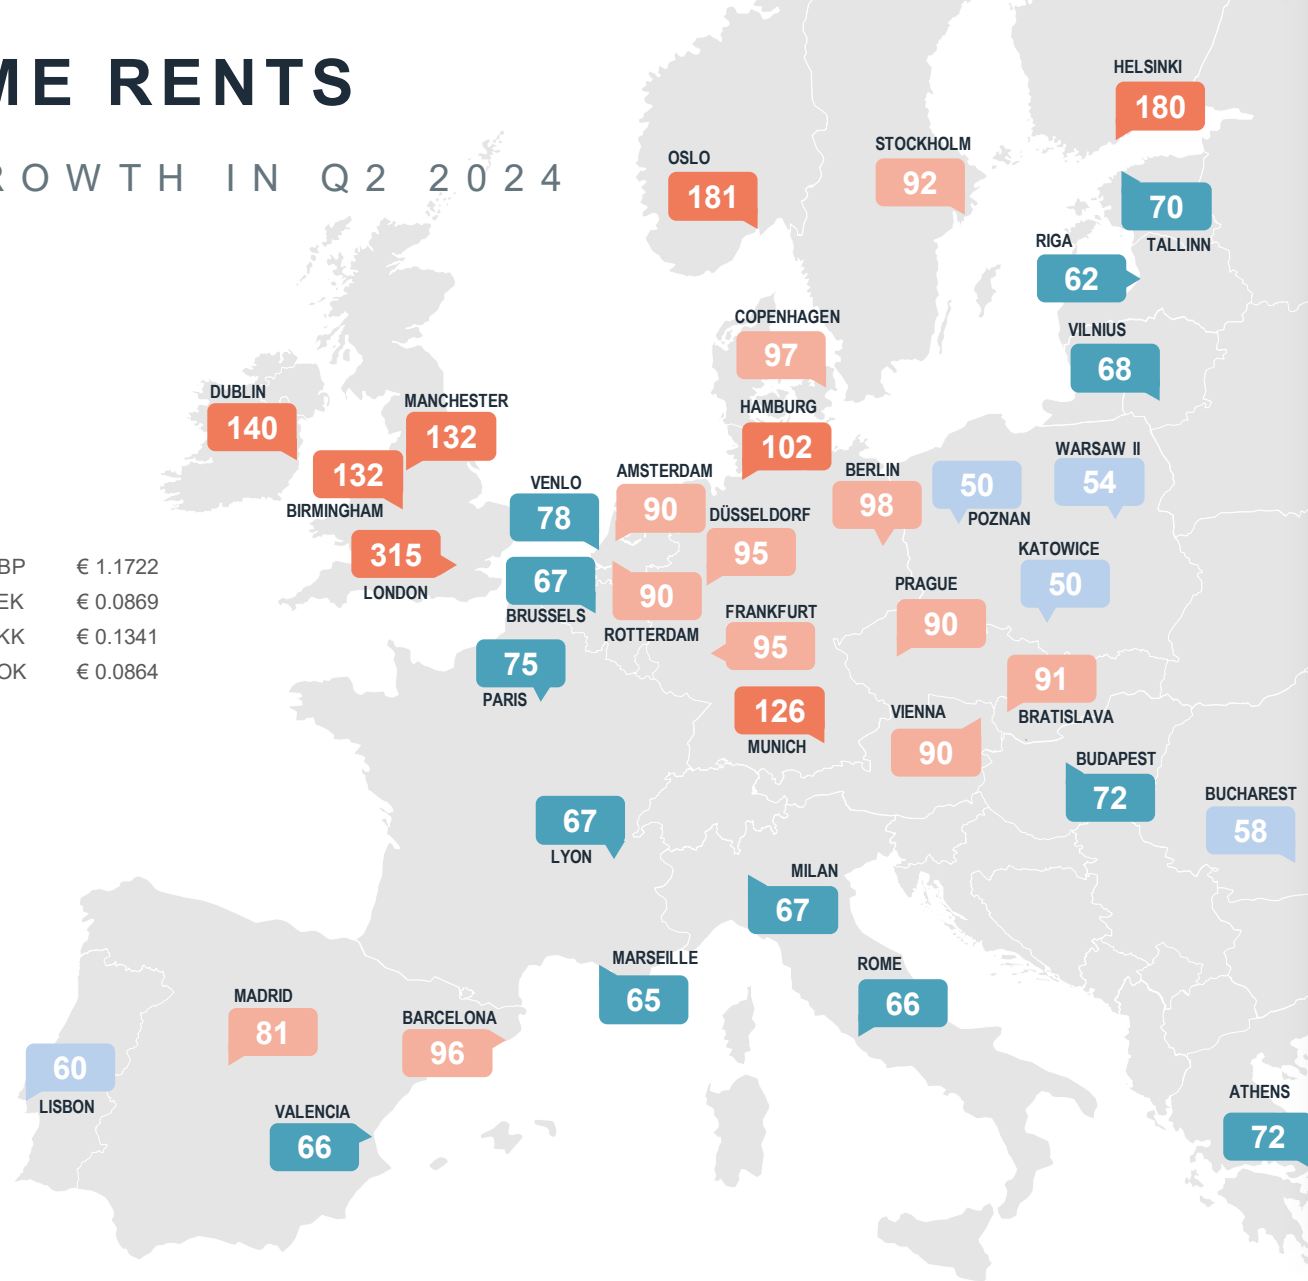 ME RENTS
ROWTH IN Q2 2024
HELSINKI
180
OSLO
181
STOCKHOLM
92
70
TALLINN
RIGA
62
COPENHAGEN
97
VILNIUS
68
DUBLIN
140
MANCHESTER
132
HAMBURG
102
132
BIRMINGHAM
VENLO
78
AMSTERDAM
90
BERLIN
98
WARSAW II
54
50
POZNAN
DÜSSELDORF
95
315
LONDON
67
BRUSSELS
90
ROTTERDAM
KATOWICE
50
BP € 1.1722
EK € 0.0869
KK € 0.1341
OK € 0.0864
PRAGUE
90
FRANKFURT
95
75
PARIS
91
BRATISLAVA
126
MUNICH
VIENNA
90
BUDAPEST
72
BUCHAREST
58
67
LYON
MILAN
67
MARSEILLE
65
ROME
66
MADRID
81
BARCELONA
96
60
LISBON
VALENCIA
66
ATHENS
72